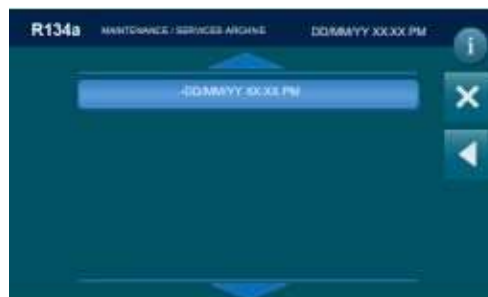 R134a MAINTENANCE / SERVICES ARCHIVE DD/MM/YY XX:XX PM
i
-DD/MM/YY XX:XX PM